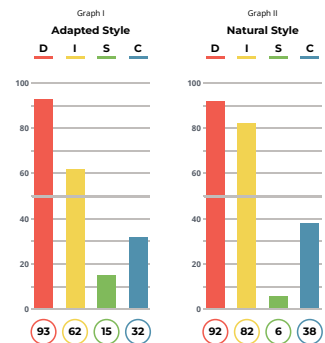 Graph I
Adapted Style
D I S C
100
80
60
40
20
0
93 62 15 32
Graph II
Natural Style
D I S C
100
80
60
40
20
0
92 82 6 38